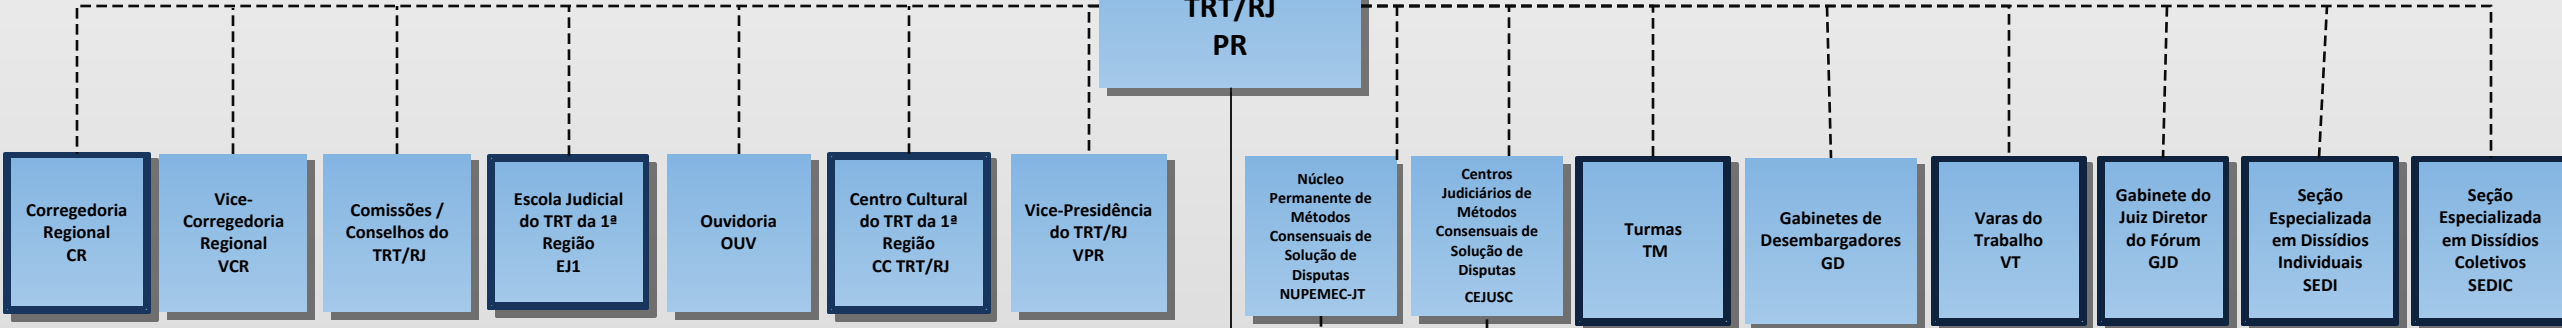 TRT/RJ
PR
Corregedoria
Regional
CR
Vice-
Corregedoria
Regional
VCR
Comissões /
Conselhos do
TRT/RJ
Escola Judicial
do TRT da 1ª
Região
EJ1
Ouvidoria
OUV
Centro Cultural
do TRT da 1ª
Região
CC TRT/RJ
Vice-Presidência
do TRT/RJ
VPR
Núcleo
Permanente de
Métodos
Consensuais de
Solução de
Disputas
NUPEMEC-JT
Centros
Judiciários de
Métodos
Consensuais de
Solução de
Disputas
CEJUSC
Turmas
TM
Gabinetes de
Desembargadores
GD
Varas do
Trabalho
VT
Gabinete do
Juiz Diretor
do Fórum
GJD
Seção
Especializada
em Dissídios
Individuais
SEDI
Seção
Especializada
em Dissídios
Coletivos
SEDIC